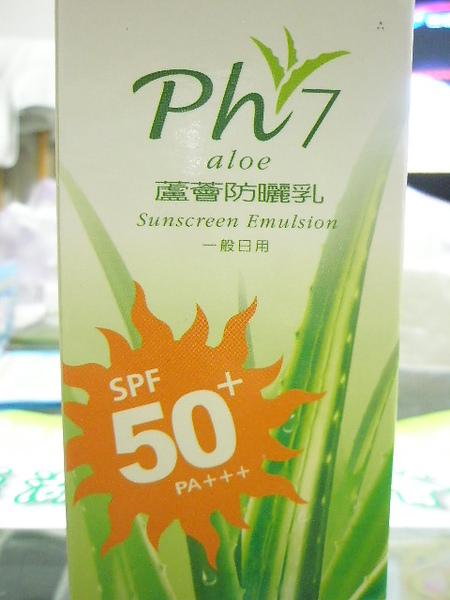 Ph7
aloe
蘆薈防曬乳
Sunscreen Emulsion
一般日用
SPF
50+
PA+++